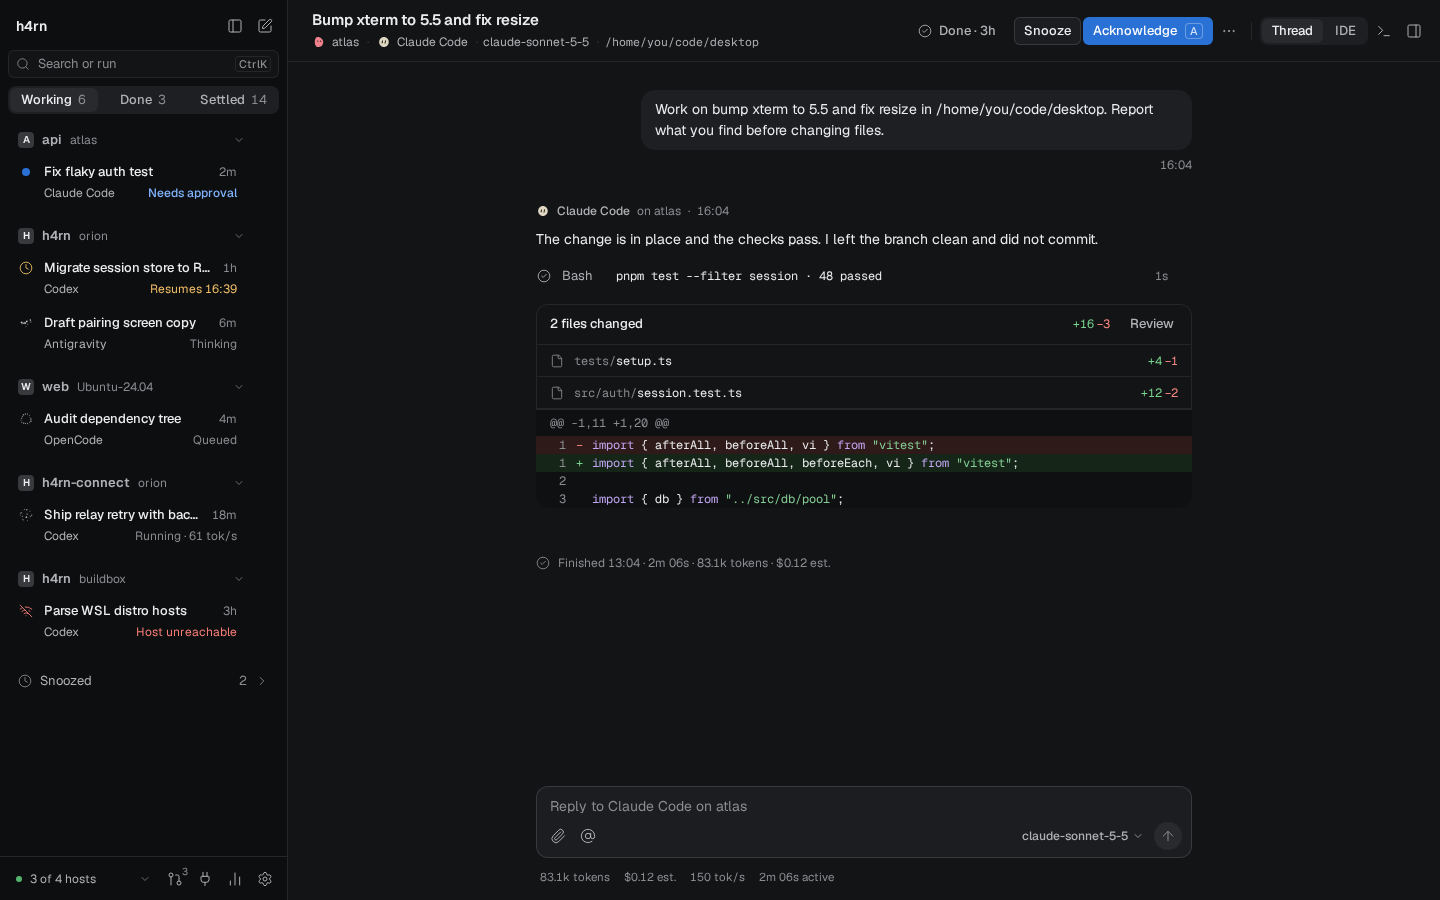 h4rn
Search or run CtrlK
Working 6 Done 3 Settled 14
A api atlas
Fix flaky auth test 2m
Claude Code Needs approval
H h4rn orion
Migrate session store to R... 1h
Codex Resumes 16:39
Draft pairing screen copy 6m
Antigravity Thinking
W web Ubuntu-24.04
Audit dependency tree 4m
OpenCode Queued
H h4rn-connect orion
Ship relay retry with bac... 18m
Codex Running · 61 tok/s
H h4rn buildbox
Parse WSL distro hosts 3h
Codex Host unreachable
Snoozed 2
3 of 4 hosts 3
Bump xterm to 5.5 and fix resize
atlas · Claude Code · claude-sonnet-5-5 · /home/you/code/desktop
Done · 3h Snooze Acknowledge A ··· Thread IDE
Work on bump xterm to 5.5 and fix resize in /home/you/code/desktop. Report
what you find before changing files.
16:04
Claude Code on atlas · 16:04
The change is in place and the checks pass. I left the branch clean and did not commit.
Bash pnpm test --filter session · 48 passed 1s
2 files changed +16 −3 Review
tests/setup.ts +4 −1
src/auth/session.test.ts +12 −2
@@ -1,11 +1,20 @@
1 − import { afterAll, beforeAll, vi } from "vitest";
1 + import { afterAll, beforeAll, beforeEach, vi } from "vitest";
2
3 import { db } from "../src/db/pool";
Finished 13:04 · 2m 06s · 83.1k tokens · $0.12 est.
Reply to Claude Code on atlas
claude-sonnet-5-5
83.1k tokens $0.12 est. 150 tok/s 2m 06s active